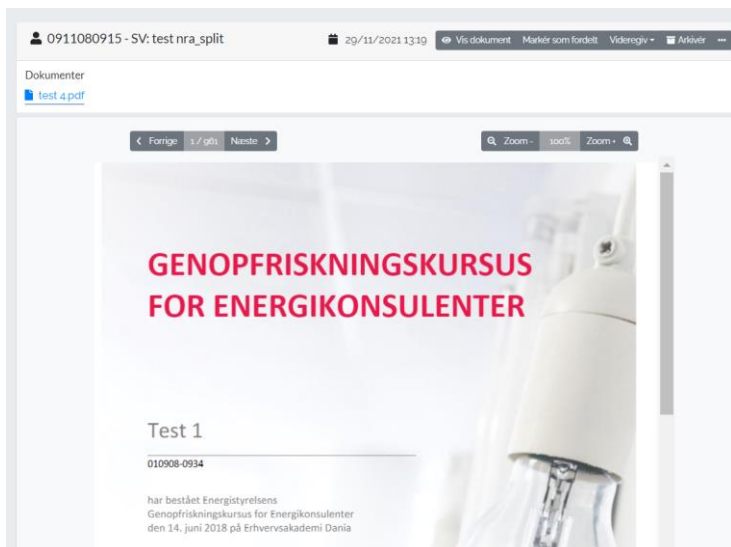 0911080915 - SV: test nra_split 29/11/2021 13:19 Vis dokument Markér som fordelt Videregiv Arkivér ...
Dokumenter
test 4.pdf
Forrige 1 / 961 Næste Zoom - 100% Zoom +
GENOPFRISKNINGSKURSUS
FOR ENERGIKONSULENTER
Test 1
010908-0934
har bestået Energistyrelsens
Genopfriskningskursus for Energikonsulenter
den 14. juni 2018 på Erhvervsakademi Dania